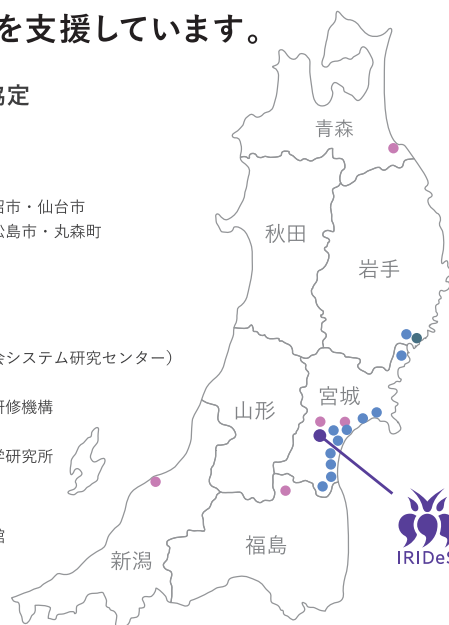 を支援しています。
協定
沼市・仙台市
松島市・丸森町
会システム研究センター）
研修機構
学研究所
館
青森
秋田
岩手
宮城
山形
福島
新潟
IRIDeS